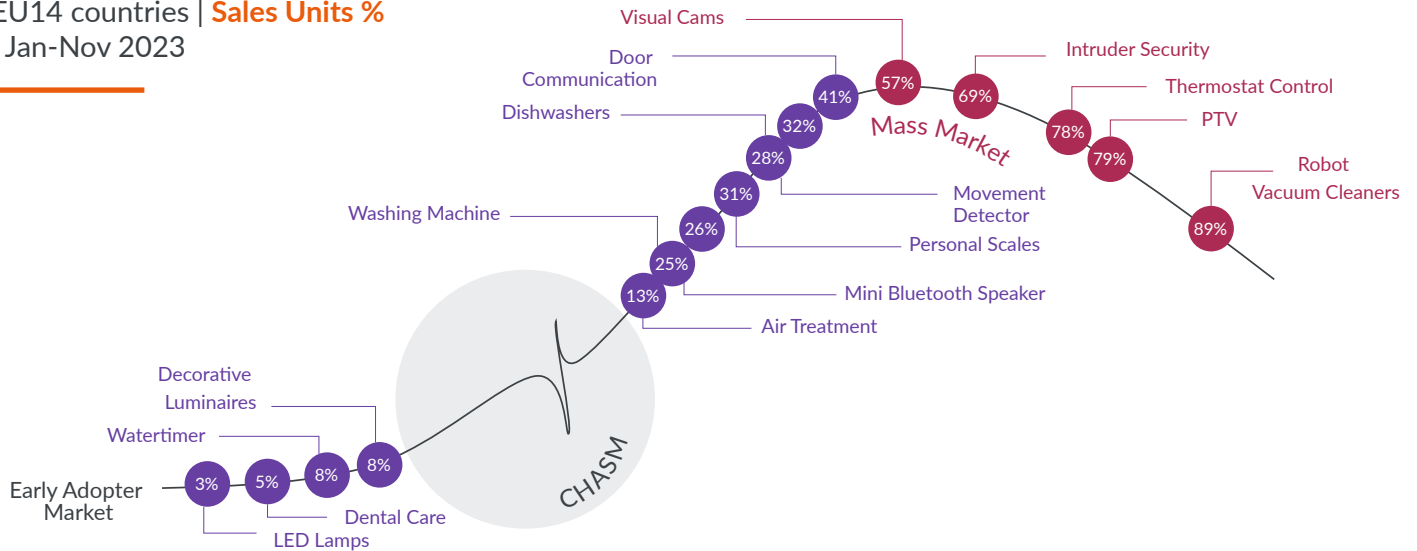 EU14 countries | Sales Units %
Jan-Nov 2023
Visual Cams
Door
Communication
Dishwashers
Washing Machine
Decorative
Luminaires
Watertimer
Early Adopter
Market
3%
5%
8%
8%
LED Lamps
Dental Care
CHASM
13%
25%
26%
31%
28%
32%
41%
Air Treatment
Mini Bluetooth Speaker
Personal Scales
Movement
Detector
57%
69%
78%
79%
89%
Mass Market
Intruder Security
Thermostat Control
PTV
Robot
Vacuum Cleaners